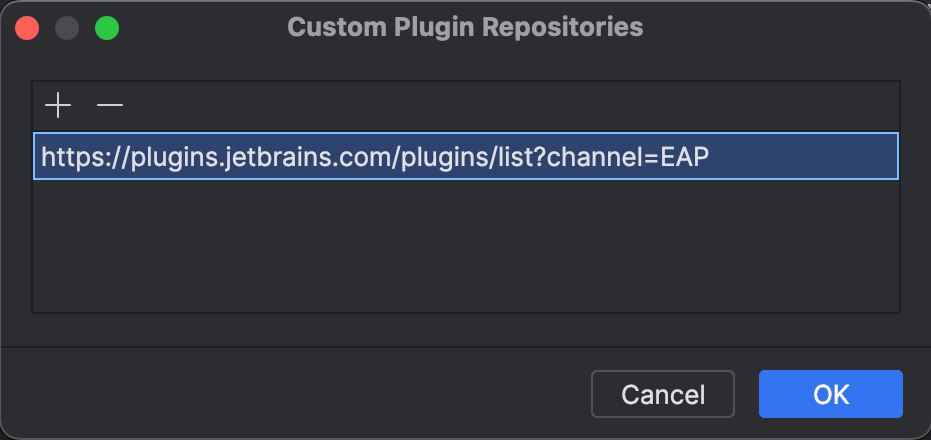 Custom Plugin Repositories
https://plugins.jetbrains.com/plugins/list?channel=EAP
Cancel
OK